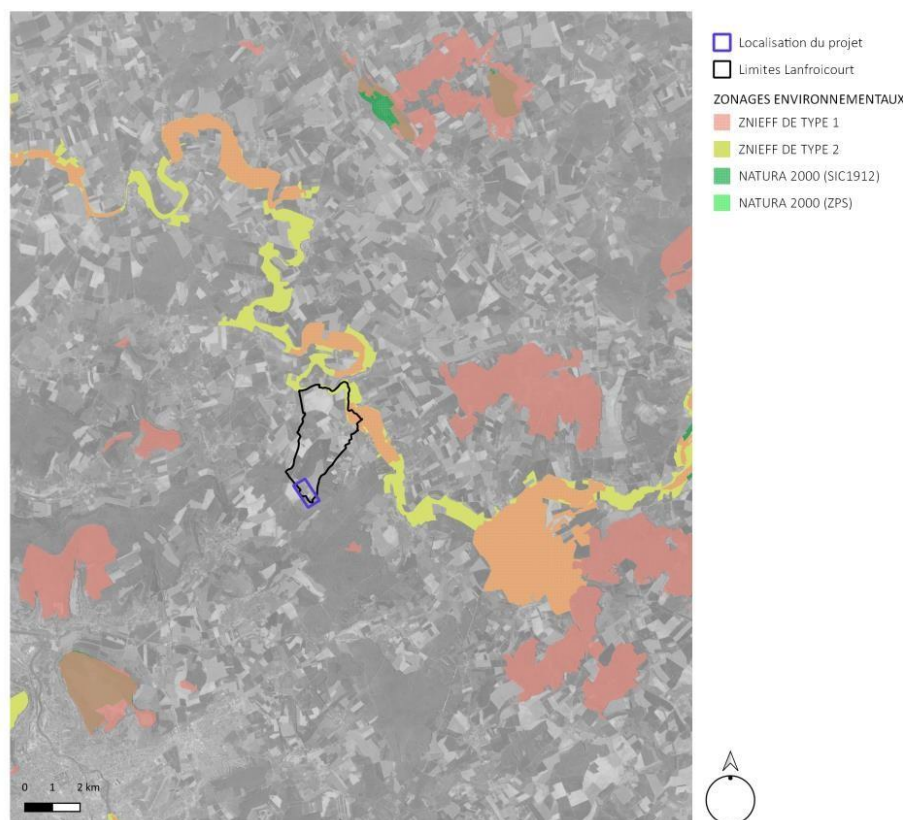 Localisation du projet
Limites Lanfroicourt
ZONAGES ENVIRONNEMENTAUX
ZNIEFF DE TYPE 1
ZNIEFF DE TYPE 2
NATURA 2000 (SIC1912)
NATURA 2000 (ZPS)
0 1 2 km